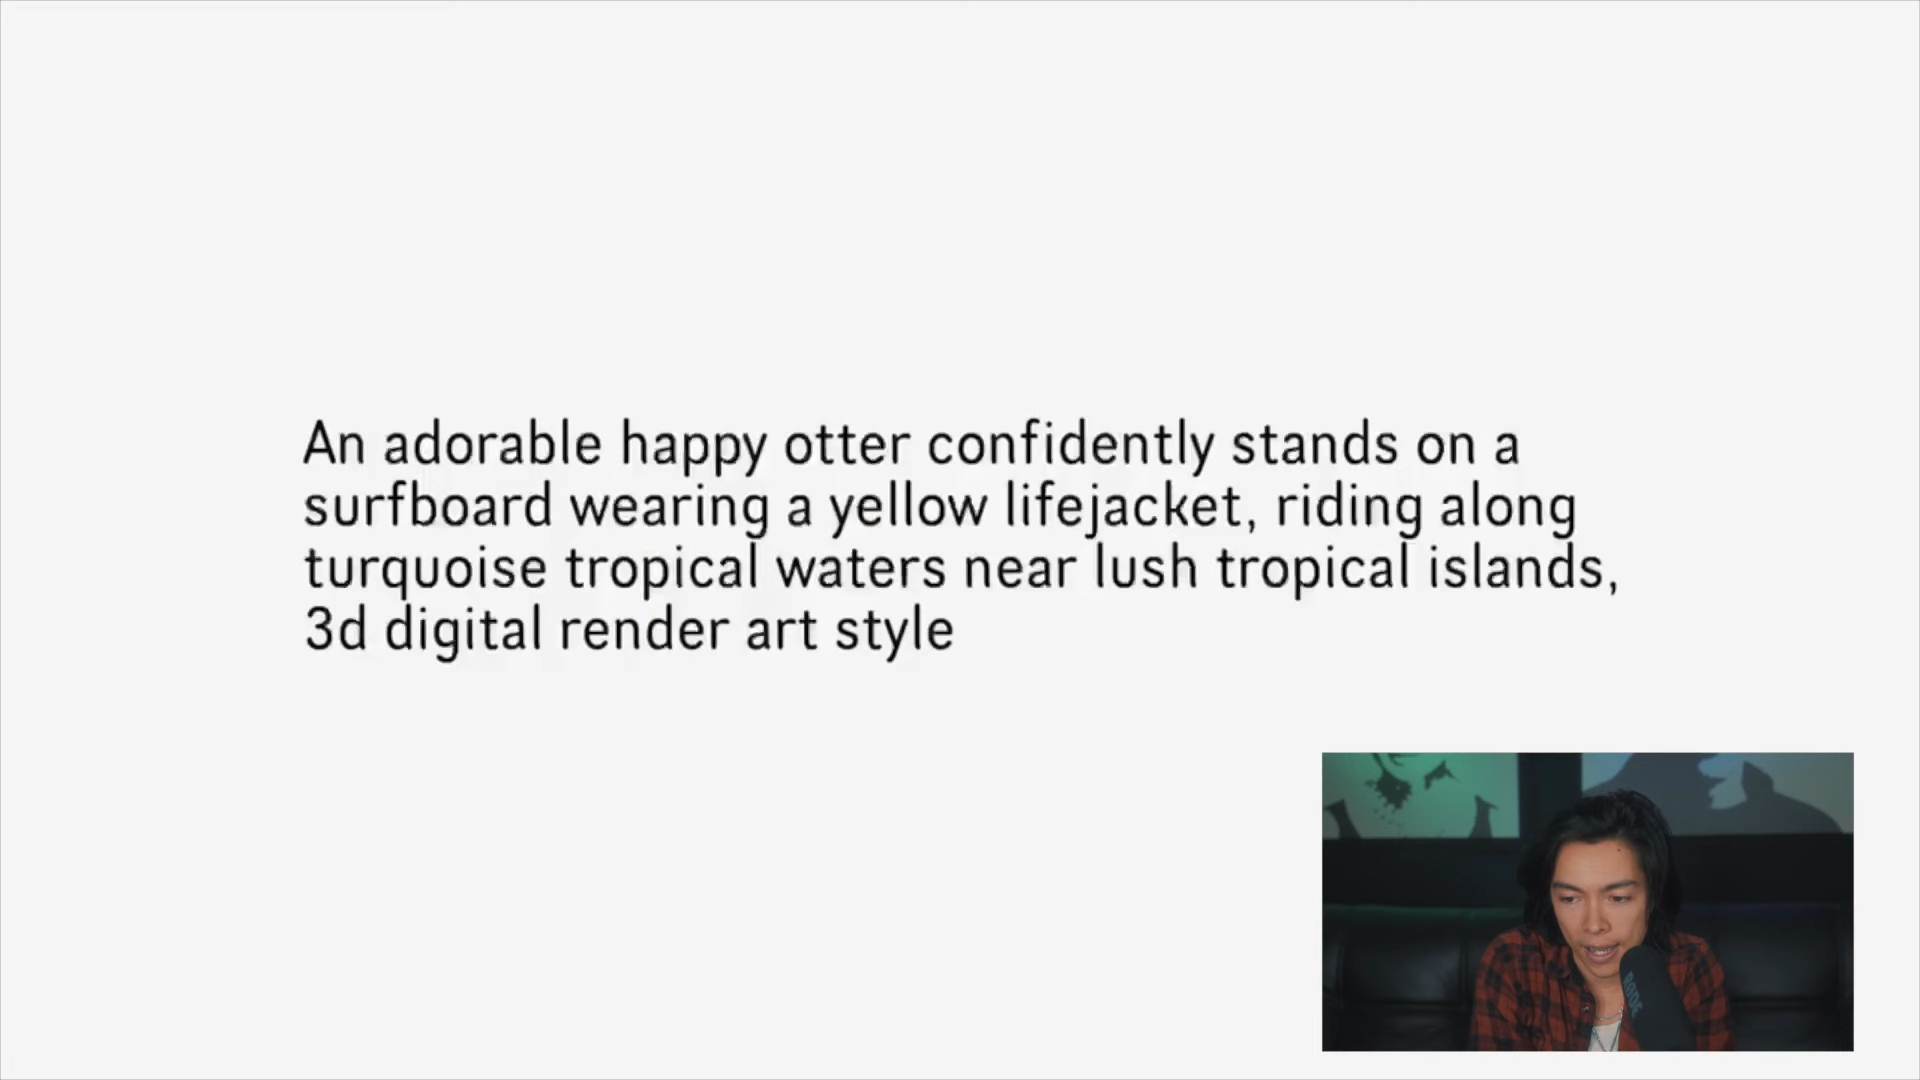 An adorable happy otter confidently stands on a
surfboard wearing a yellow lifejacket, riding along
turquoise tropical waters near lush tropical islands,
3d digital render art style
RØDE